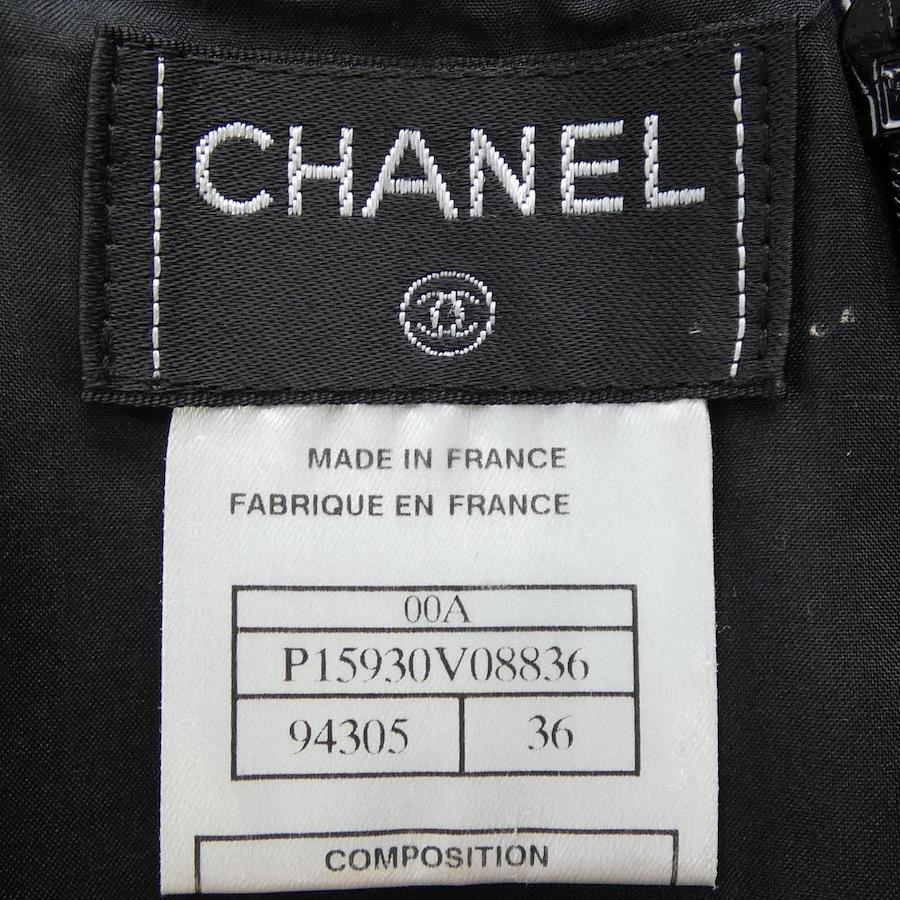 CHANEL
MADE IN FRANCE
FABRIQUE EN FRANCE
00A
P15930V08836
94305 36
COMPOSITION